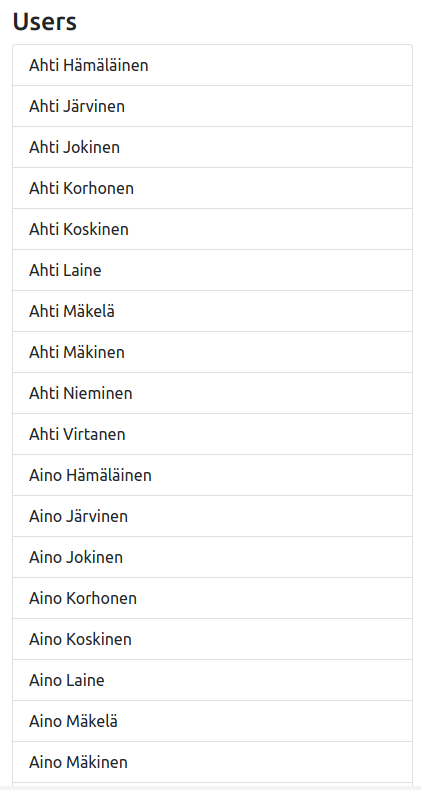 Users
Ahti Hämäläinen
Ahti Järvinen
Ahti Jokinen
Ahti Korhonen
Ahti Koskinen
Ahti Laine
Ahti Mäkelä
Ahti Mäkinen
Ahti Nieminen
Ahti Virtanen
Aino Hämäläinen
Aino Järvinen
Aino Jokinen
Aino Korhonen
Aino Koskinen
Aino Laine
Aino Mäkelä
Aino Mäkinen